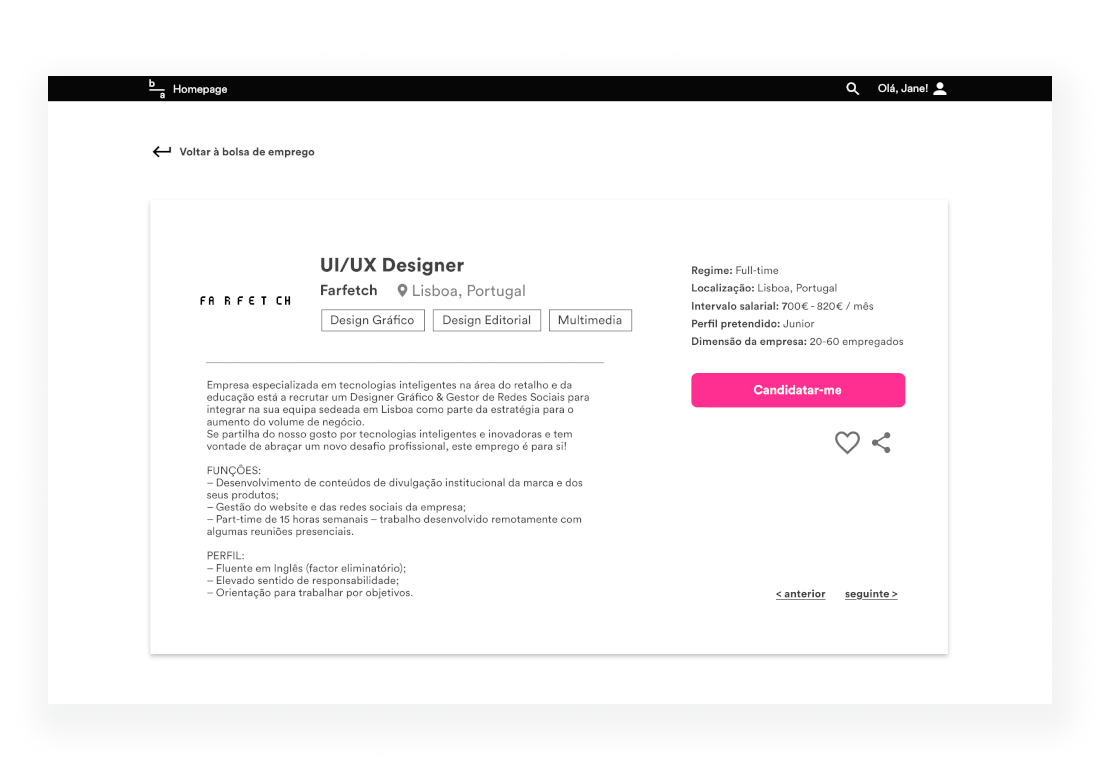 b
a
Homepage
Olá, Jane!
Voltar à bolsa de emprego
FARFETCH
UI/UX Designer
Farfetch
Lisboa, Portugal
Design Gráfico
Design Editorial
Multimedia
Empresa especializada em tecnologias inteligentes na área do retalho e da
educação está a recrutar um Designer Gráfico & Gestor de Redes Sociais para
integrar na sua equipa sedeada em Lisboa como parte da estratégia para o
aumento do volume de negócio.
Se partilha do nosso gosto por tecnologias inteligentes e inovadoras e tem
vontade de abraçar um novo desafio profissional, este emprego é para si!
FUNÇÕES:
– Desenvolvimento de conteúdos de divulgação institucional da marca e dos
seus produtos;
– Gestão do website e das redes sociais da empresa;
– Part-time de 15 horas semanais – trabalho desenvolvido remotamente com
algumas reuniões presenciais.
PERFIL:
– Fluente em Inglês (factor eliminatório);
– Elevado sentido de responsabilidade;
– Orientação para trabalhar por objetivos.
Regime: Full-time
Localização: Lisboa, Portugal
Intervalo salarial: 700€ - 820€ / mês
Perfil pretendido: Junior
Dimensão da empresa: 20-60 empregados
Candidatar-me
< anterior
seguinte >